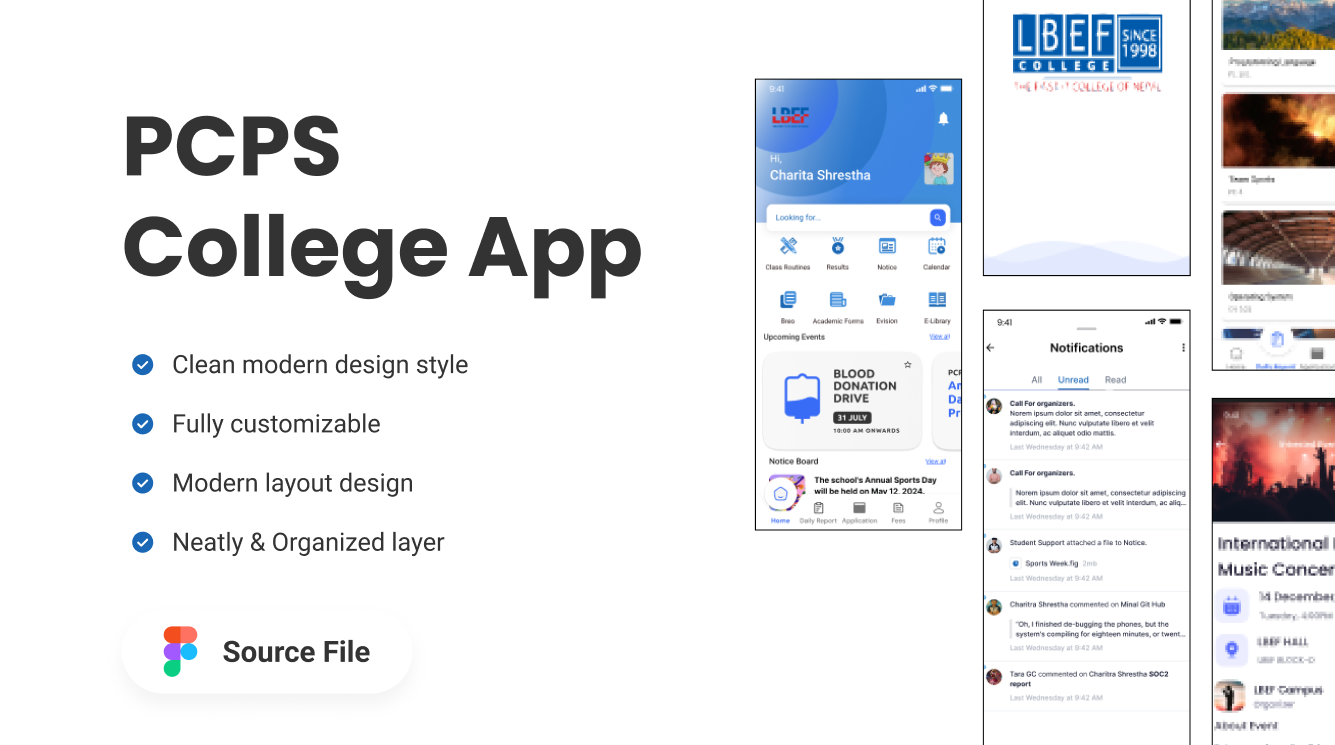 PCPS
College App
Clean modern design style
Fully customizable
Modern layout design
Neatly & Organized layer
Source File
9:41
LBEF
Hi,
Charita Shrestha
Looking for...
Class Routines
Results
Notice
Calendar
Breo
Academic Forms
Evision
E-Library
Upcoming Events
View all
BLOOD
DONATION
DRIVE
31 JULY
10:00 AM ONWARDS
PCP
An
Da
Pr
Notice Board
View all
The school's Annual Sports Day
will be held on May 12, 2024.
Home
Daily Report
Application
Fees
Profile
LBEF
COLLEGE
SINCE
1998
THE FIRST IT COLLEGE OF NEPAL
9:41
Notifications
All
Unread
Read
Call For organizers.
Norem ipsum dolor sit amet, consectetur
adipiscing elit. Nunc vulputate libero et velit
interdum, ac aliquet odio mattis.
Last Wednesday at 9:42 AM
Call For organizers.
Norem ipsum dolor sit amet, consectetur adipiscing
elit. Nunc vulputate libero et velit interdum, ac aliq...
Last Wednesday at 9:42 AM
Student Support attached a file to Notice.
Sports Week.fig 2mb
Last Wednesday at 9:42 AM
Charitra Shrestha commented on Minal Git Hub
"Oh, I finished de-bugging the phones, but the
system's compiling for eighteen minutes, or twent...
Last Wednesday at 9:42 AM
Tara GC commented on Charitra Shrestha SOC2
report
Last Wednesday at 9:42 AM
Programming Language
Team Sports
Operating System
Home
Daily Report
Application
International
Music Concer
14 December
Tuesday, 4:00PM
LBEF HALL
LBEF BLOCK-D
LBEF Campus
Organizer
About Event